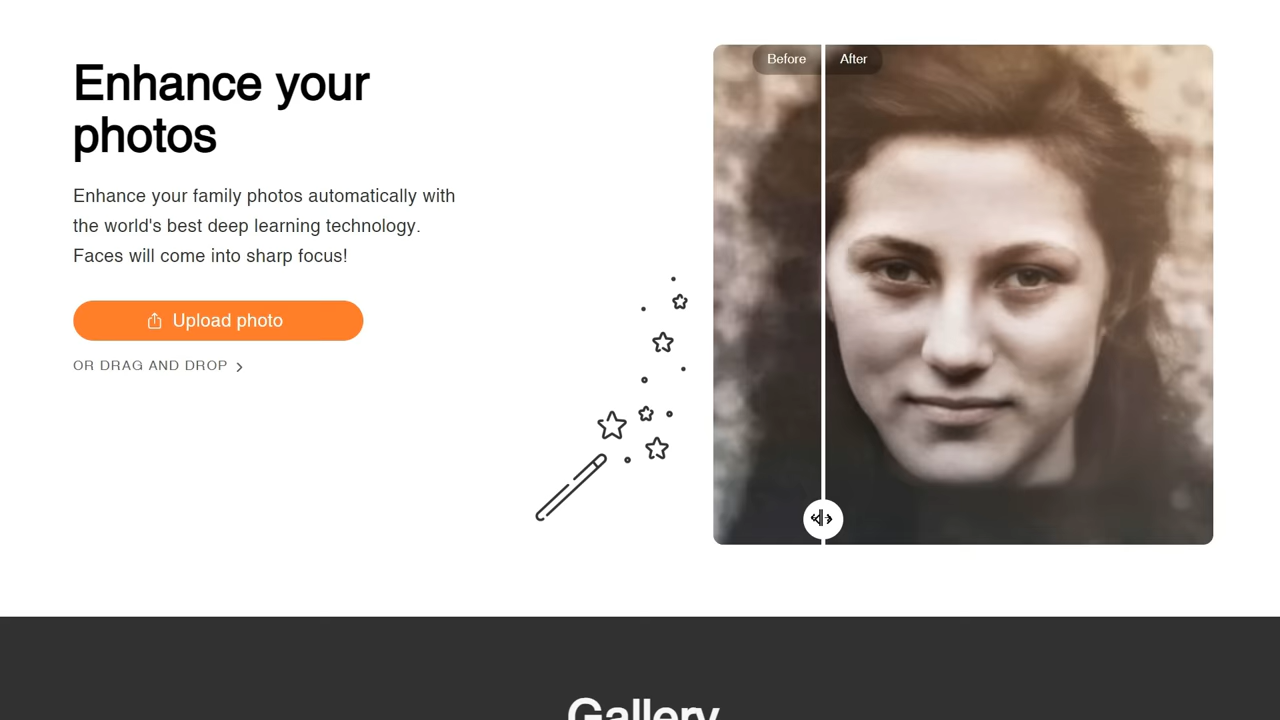 Enhance your
photos
Enhance your family photos automatically with
the world's best deep learning technology.
Faces will come into sharp focus!
Upload photo
OR DRAG AND DROP
Before
After
Gallery